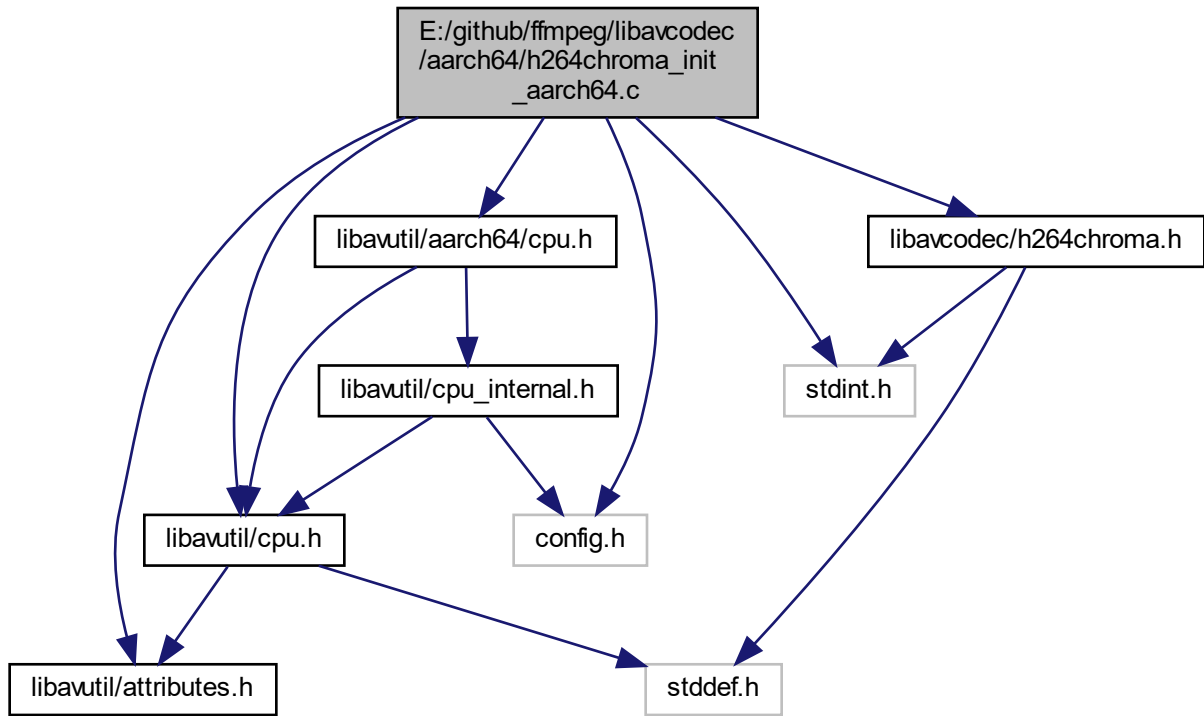 E:/github/ffmpeg/libavcodec
/aarch64/h264chroma_init
_aarch64.c
libavutil/aarch64/cpu.h
libavcodec/h264chroma.h
libavutil/cpu_internal.h
stdint.h
libavutil/cpu.h
config.h
libavutil/attributes.h
stddef.h